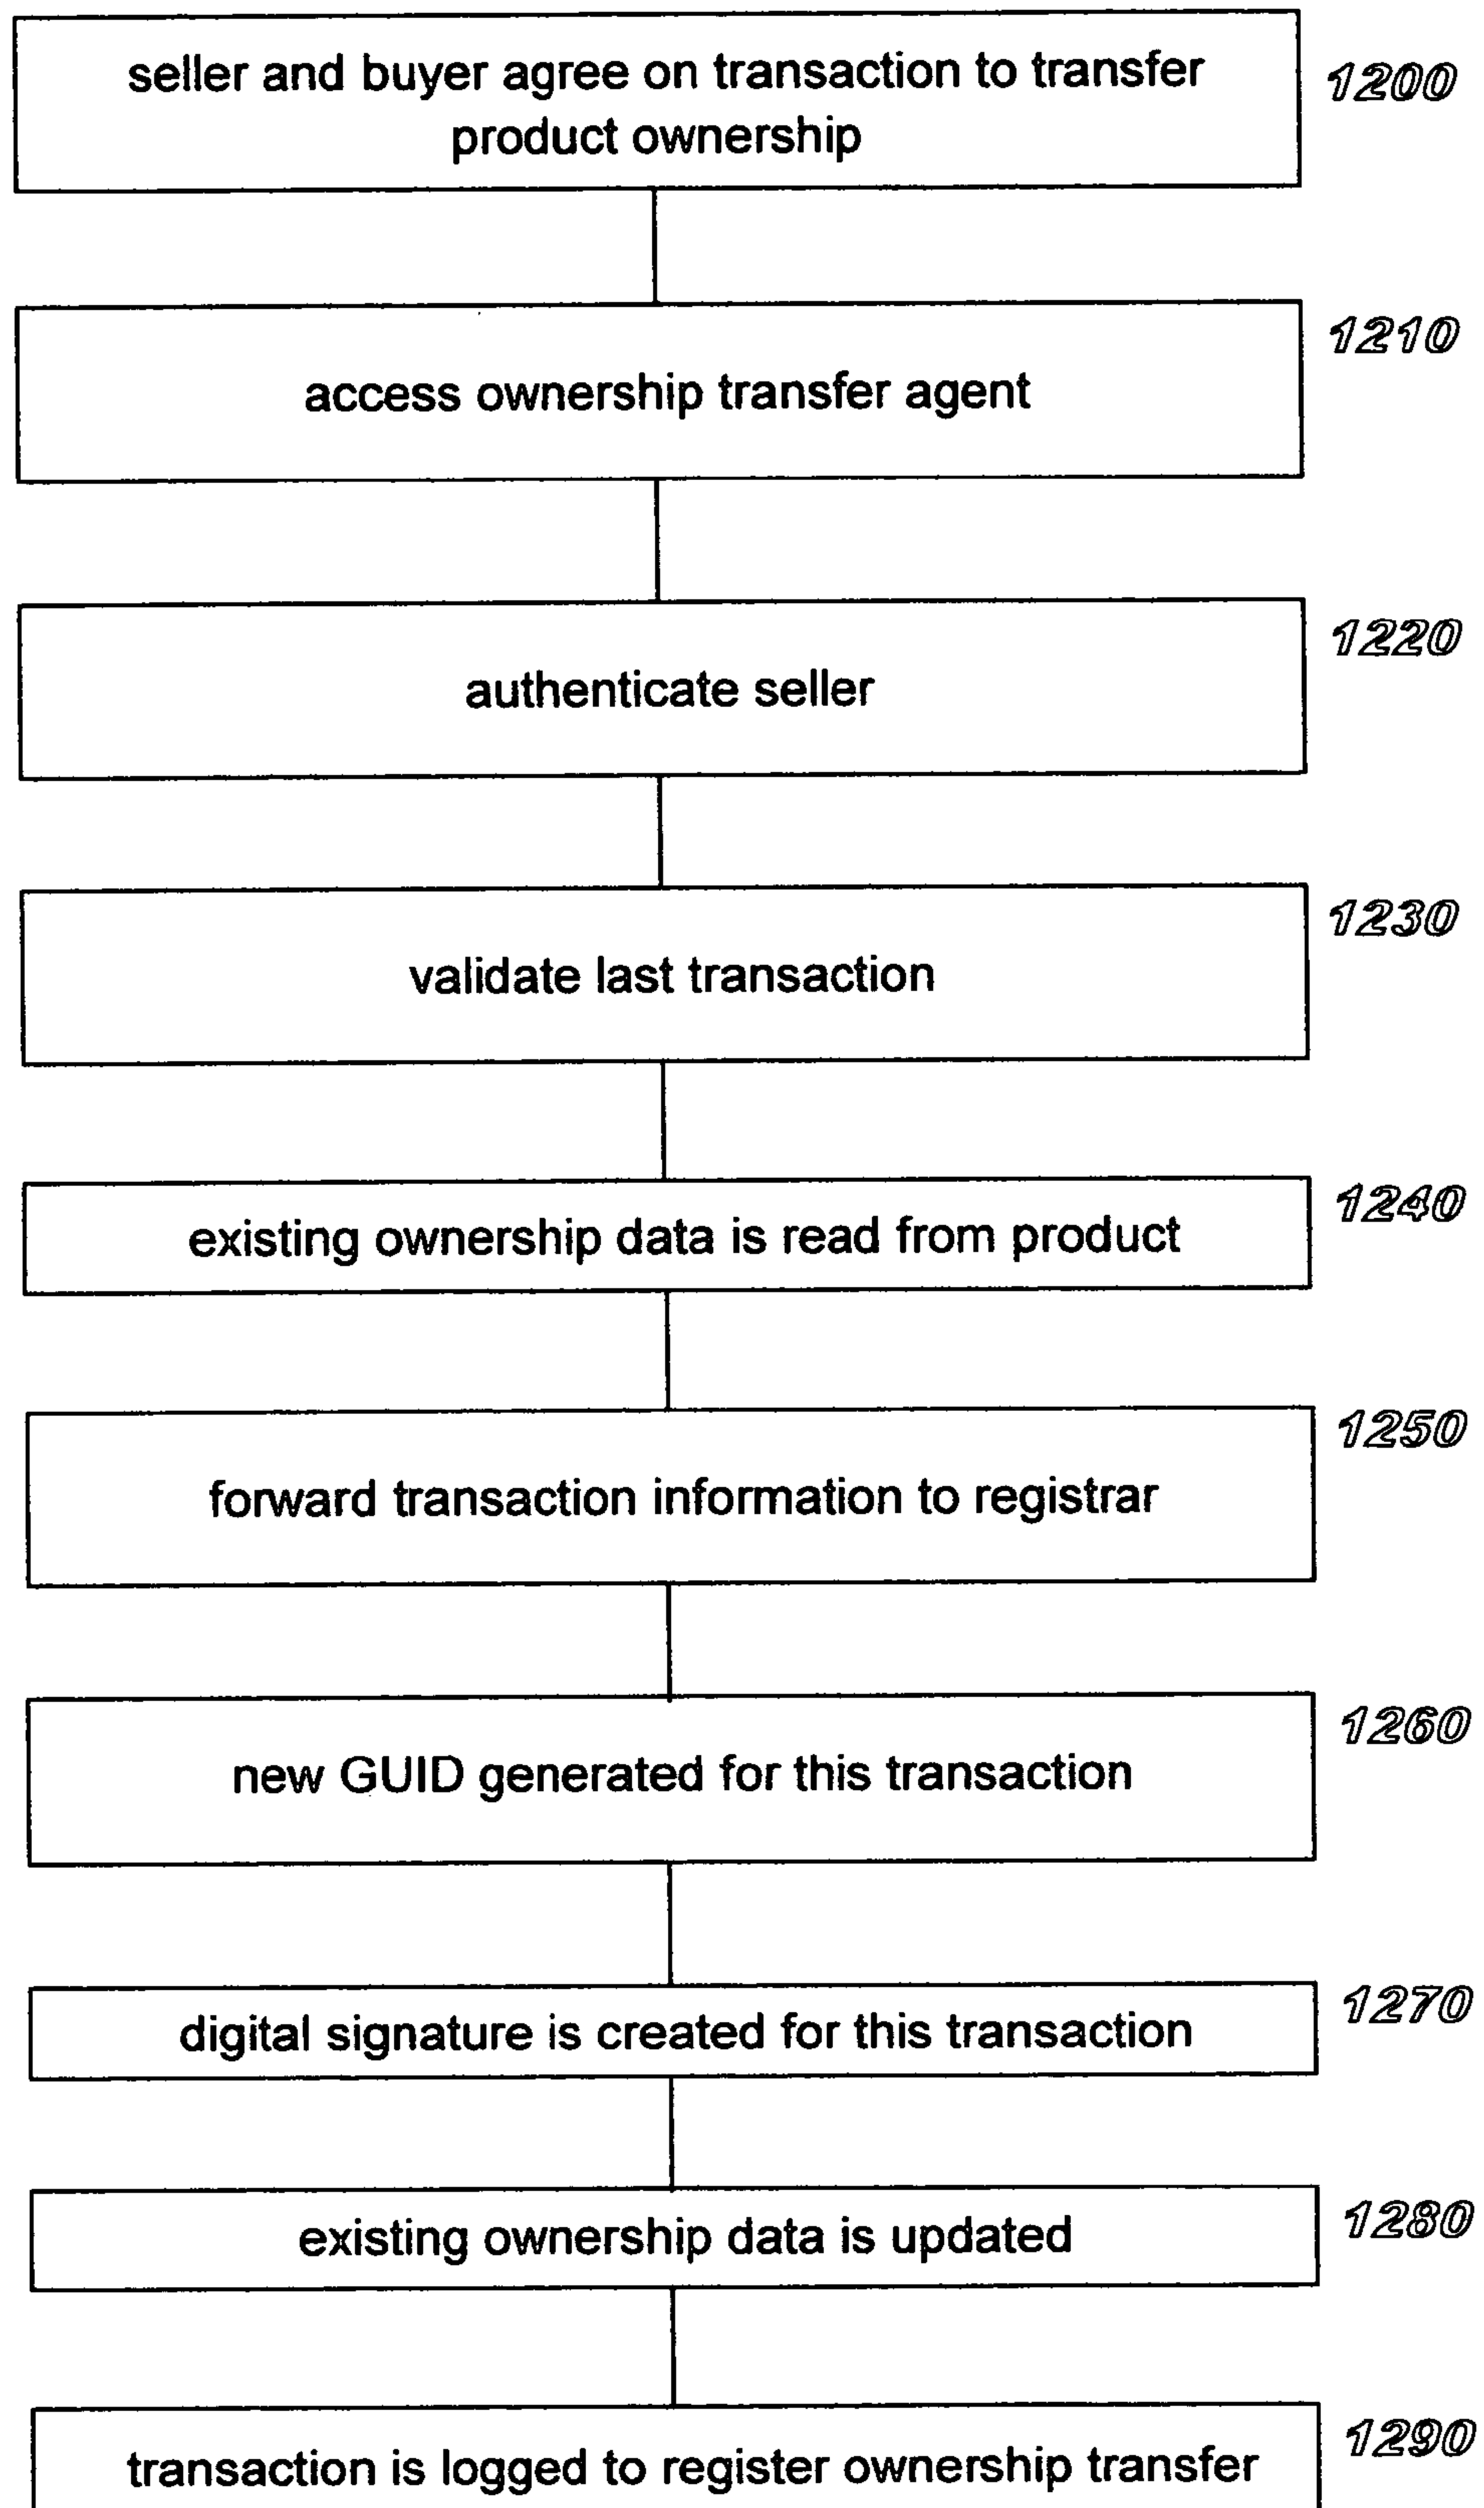 seller and buyer agree on transaction to transfer
product ownership
1200
access ownership transfer agent
1210
authenticate seller
1220
validate last transaction
1230
existing ownership data is read from product
1240
forward transaction information to registrar
1250
new GUID generated for this transaction
1260
digital signature is created for this transaction
1270
existing ownership data is updated
1280
transaction is logged to register ownership transfer
1290